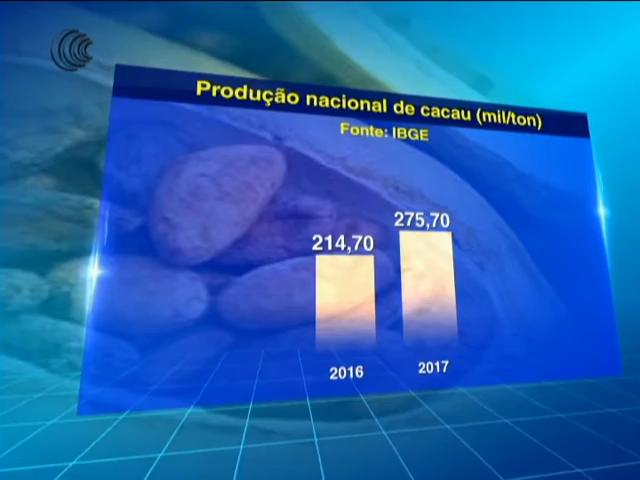 Produção nacional de cacau (mil/ton)
Fonte: IBGE
214,70
275,70
2016
2017